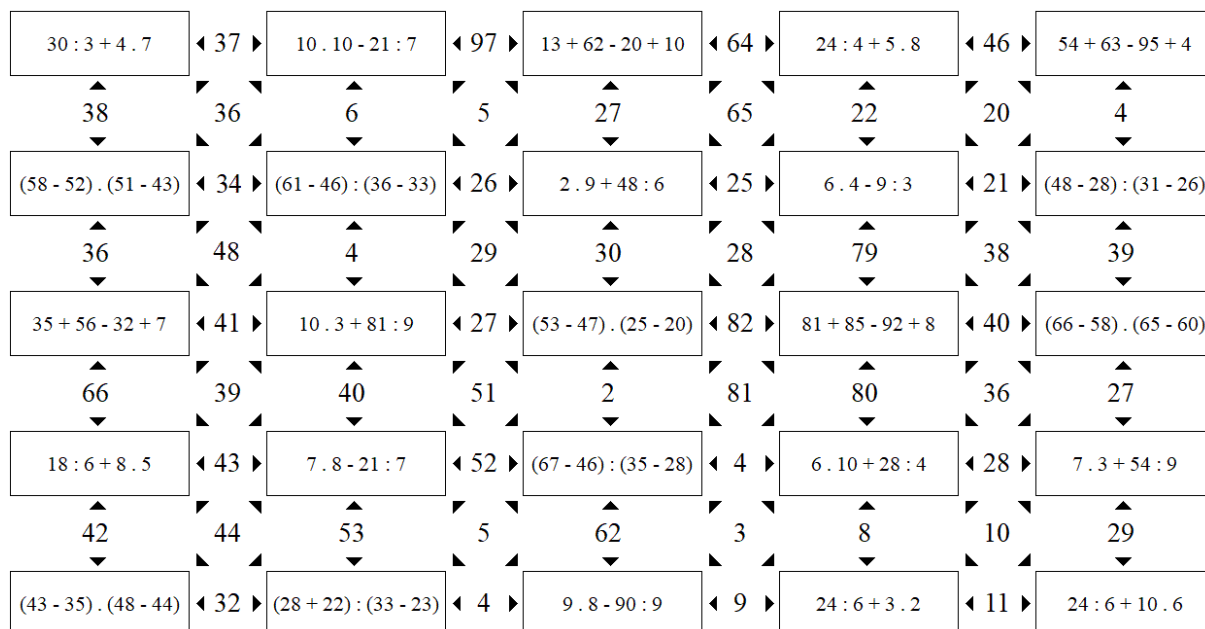 30 : 3 + 4 . 7 37 10 . 10 - 21 : 7 97 13 + 62 - 20 + 10 64 24 : 4 + 5 . 8 46 54 + 63 - 95 + 4
38 36 6 5 27 65 22 20 4
(58 - 52) . (51 - 43) 34 (61 - 46) : (36 - 33) 26 2 . 9 + 48 : 6 25 6 . 4 - 9 : 3 21 (48 - 28) : (31 - 26)
36 48 4 29 30 28 79 38 39
35 + 56 - 32 + 7 41 10 . 3 + 81 : 9 27 (53 - 47) . (25 - 20) 82 81 + 85 - 92 + 8 40 (66 - 58) . (65 - 60)
66 39 40 51 2 81 80 36 27
18 : 6 + 8 . 5 43 7 . 8 - 21 : 7 52 (67 - 46) : (35 - 28) 4 6 . 10 + 28 : 4 28 7 . 3 + 54 : 9
42 44 53 5 62 3 8 10 29
(43 - 35) . (48 - 44) 32 (28 + 22) : (33 - 23) 4 9 . 8 - 90 : 9 9 24 : 6 + 3 . 2 11 24 : 6 + 10 . 6